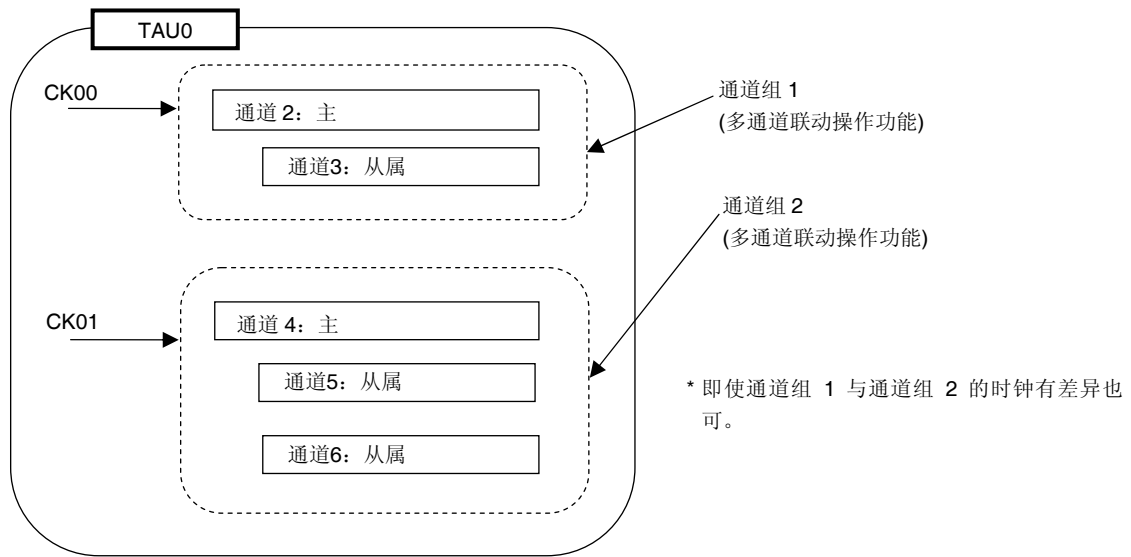 TAU0
CK00
通道 2：主
通道3：从属
通道组 1
(多通道联动操作功能)
通道组 2
(多通道联动操作功能)
CK01
通道 4：主
通道5：从属
通道6：从属
* 即使通道组 1 与通道组 2 的时钟有差异也
可。